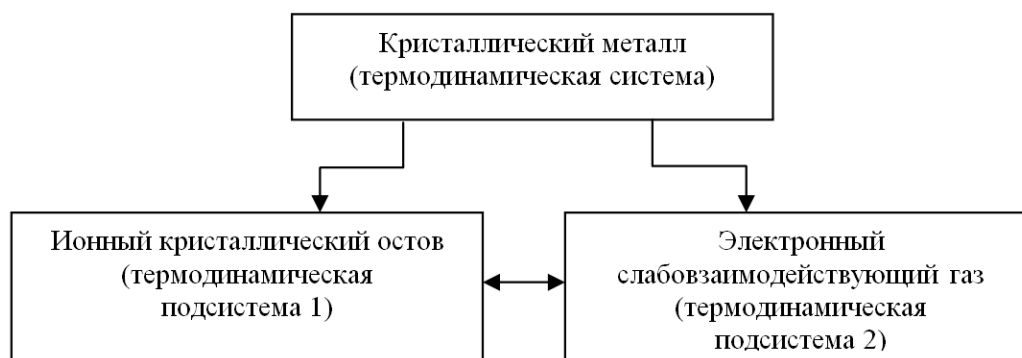 Кристаллический металл
(термодинамическая система)
Ионный кристаллический остов
(термодинамическая
подсистема 1)
Электронный
слабовзаимодействующий газ
(термодинамическая
подсистема 2)